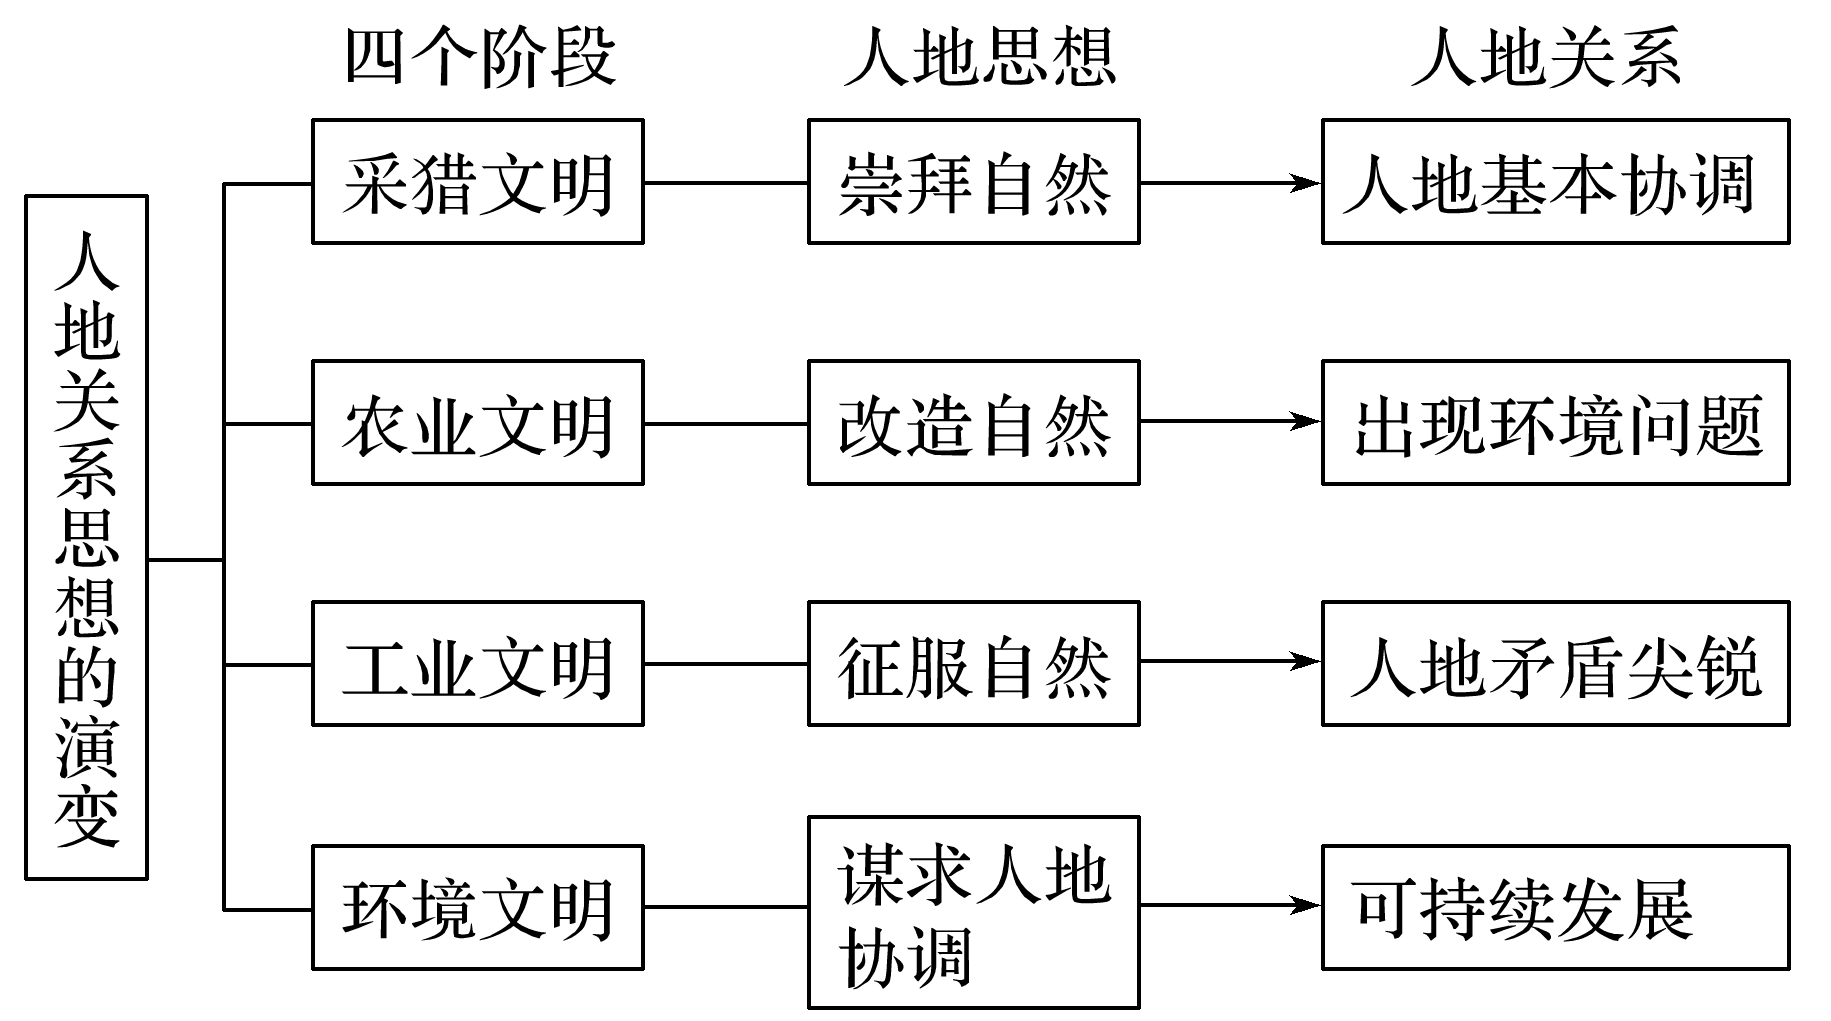 四个阶段 人地思想 人地关系
人地关系思想的演变
采猎文明 崇拜自然 人地基本协调
农业文明 改造自然 出现环境问题
工业文明 征服自然 人地矛盾尖锐
环境文明 谋求人地
协调 可持续发展